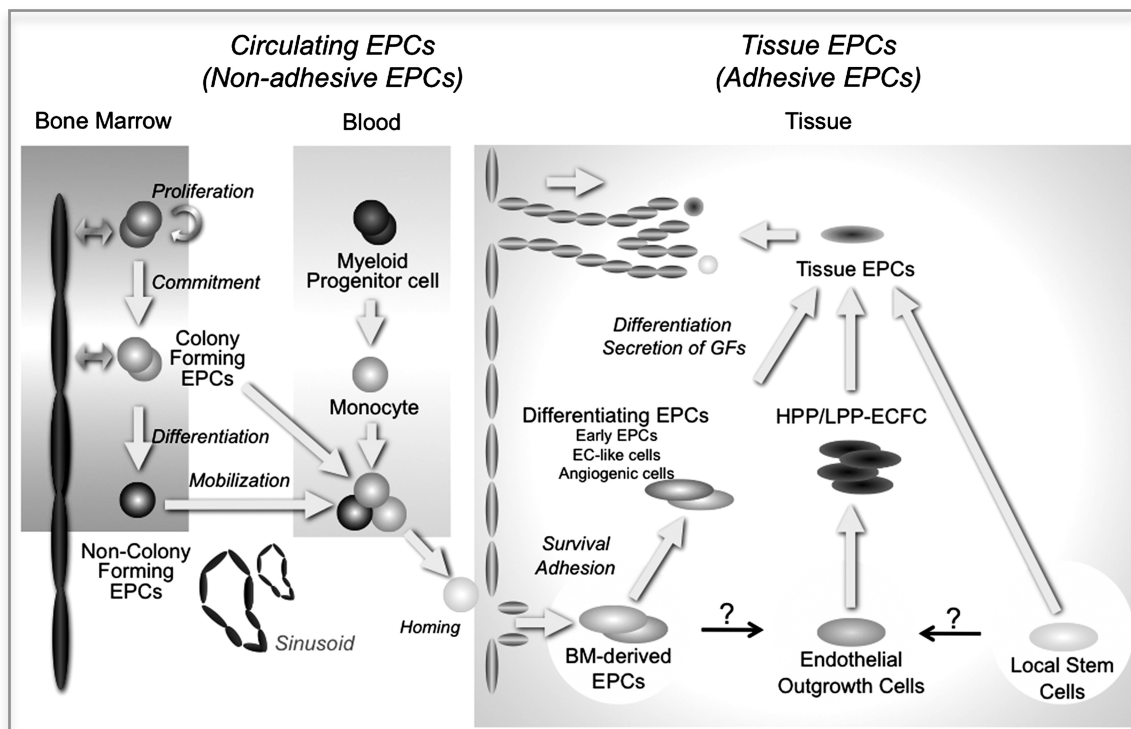 Circulating EPCs
(Non-adhesive EPCs)
Tissue EPCs
(Adhesive EPCs)
Bone Marrow
Blood
Tissue
Proliferation
Commitment
Colony
Forming
EPCs
Differentiation
Mobilization
Non-Colony
Forming
EPCs
Sinusoid
Myeloid
Progenitor cell
Monocyte
Homing
Tissue EPCs
Differentiation
Secretion of GFs
Differentiating EPCs
Early EPCs
EC-like cells
Angiogenic cells
HPP/LPP-ECFC
Survival
Adhesion
BM-derived
EPCs
?
Endothelial
Outgrowth Cells
?
Local Stem
Cells